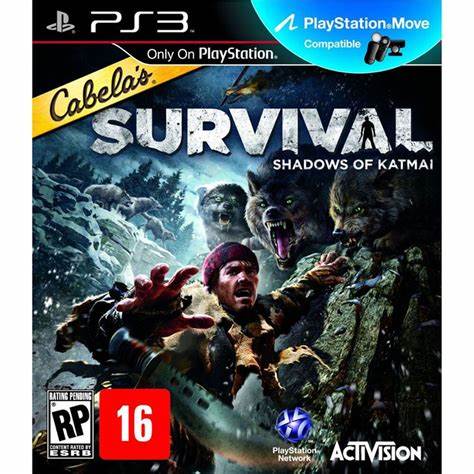 PS3
PlayStation®Move
Compatible
Only On PlayStation®
Cabela's®
SURVIVAL
SHADOWS OF KATMAI
RATING PENDING
RP
CONTENT RATED BY
ESRB
16
PlayStation
Network
ACTIVISION